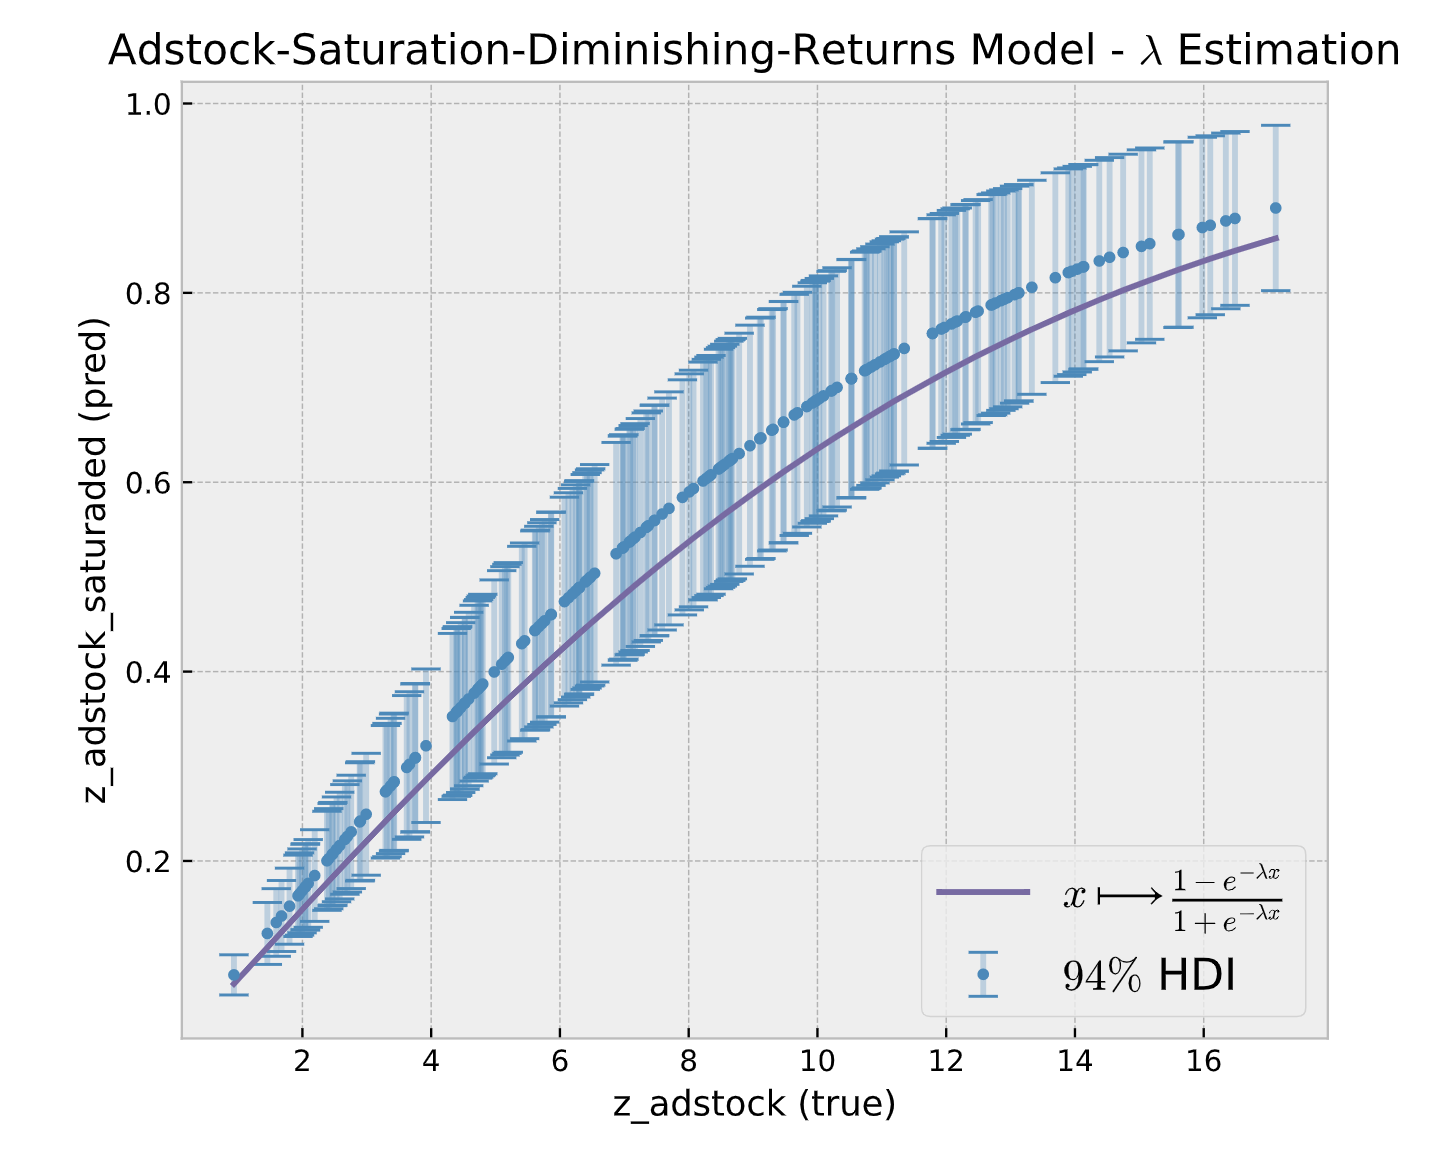 Adstock-Saturation-Diminishing-Returns Model - λ Estimation
1.0
0.8
0.6
0.4
0.2
z_adstock_saturaded (pred)
x ⟼ \frac{1 − e^{−λx}}{1 + e^{−λx}}
94% HDI
2 4 6 8 10 12 14 16
z_adstock (true)